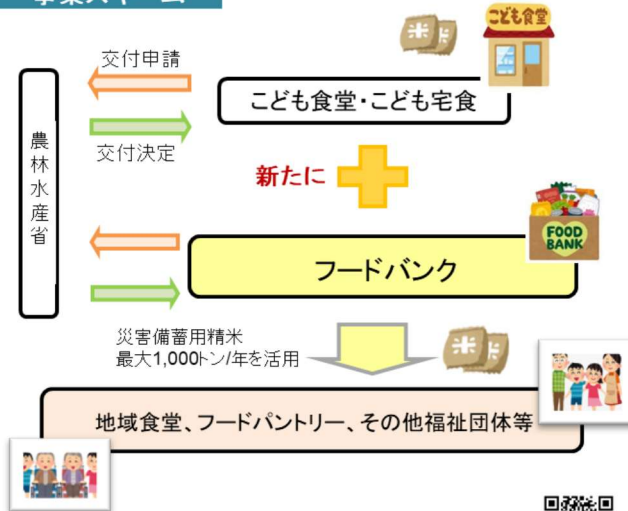 事業スキーム
こども食堂
米
交付申請
こども食堂・こども宅食
農林水産省
交付決定
新たに
FOOD
BANK
フードバンク
災害備蓄用精米
最大1,000トン/年を活用
米
地域食堂、フードパントリー、その他福祉団体等